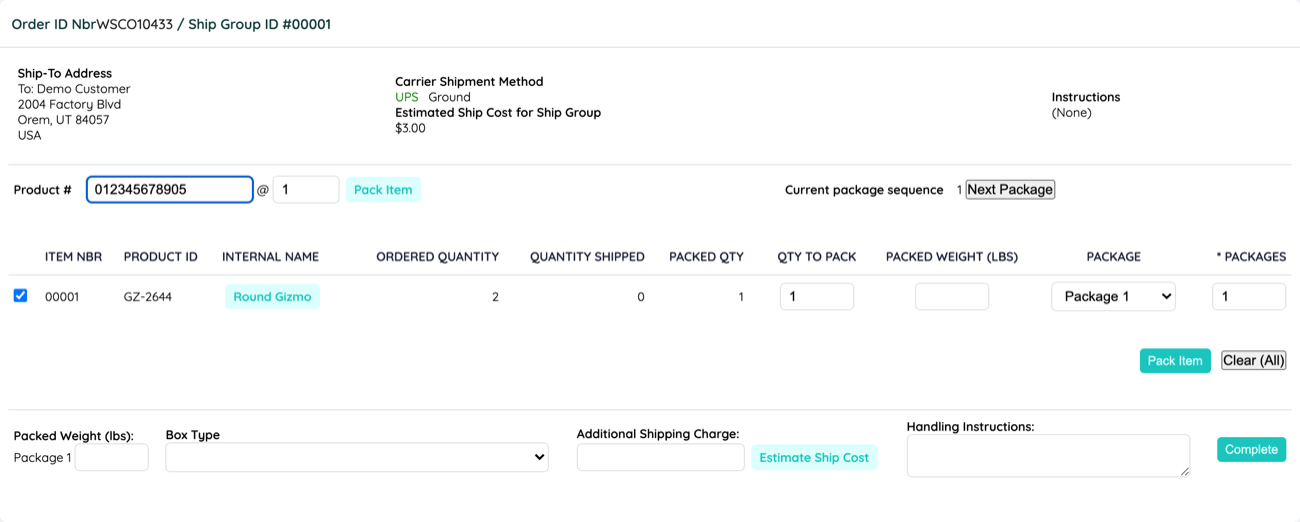 Order ID NbrWSCO10433 / Ship Group ID #00001
Ship-To Address
To: Demo Customer
2004 Factory Blvd
Orem, UT 84057
USA
Carrier Shipment Method
UPS Ground
Estimated Ship Cost for Ship Group
$3.00
Instructions
(None)
Product # 012345678905 @ 1 Pack Item
Current package sequence 1 Next Package
ITEM NBR PRODUCT ID INTERNAL NAME ORDERED QUANTITY QUANTITY SHIPPED PACKED QTY QTY TO PACK PACKED WEIGHT (LBS) PACKAGE * PACKAGES
00001 GZ-2644 Round Gizmo 2 0 1 1 Package 1 1
Pack Item Clear (All)
Packed Weight (lbs):
Package 1
Box Type
Additional Shipping Charge:
Estimate Ship Cost
Handling Instructions:
Complete